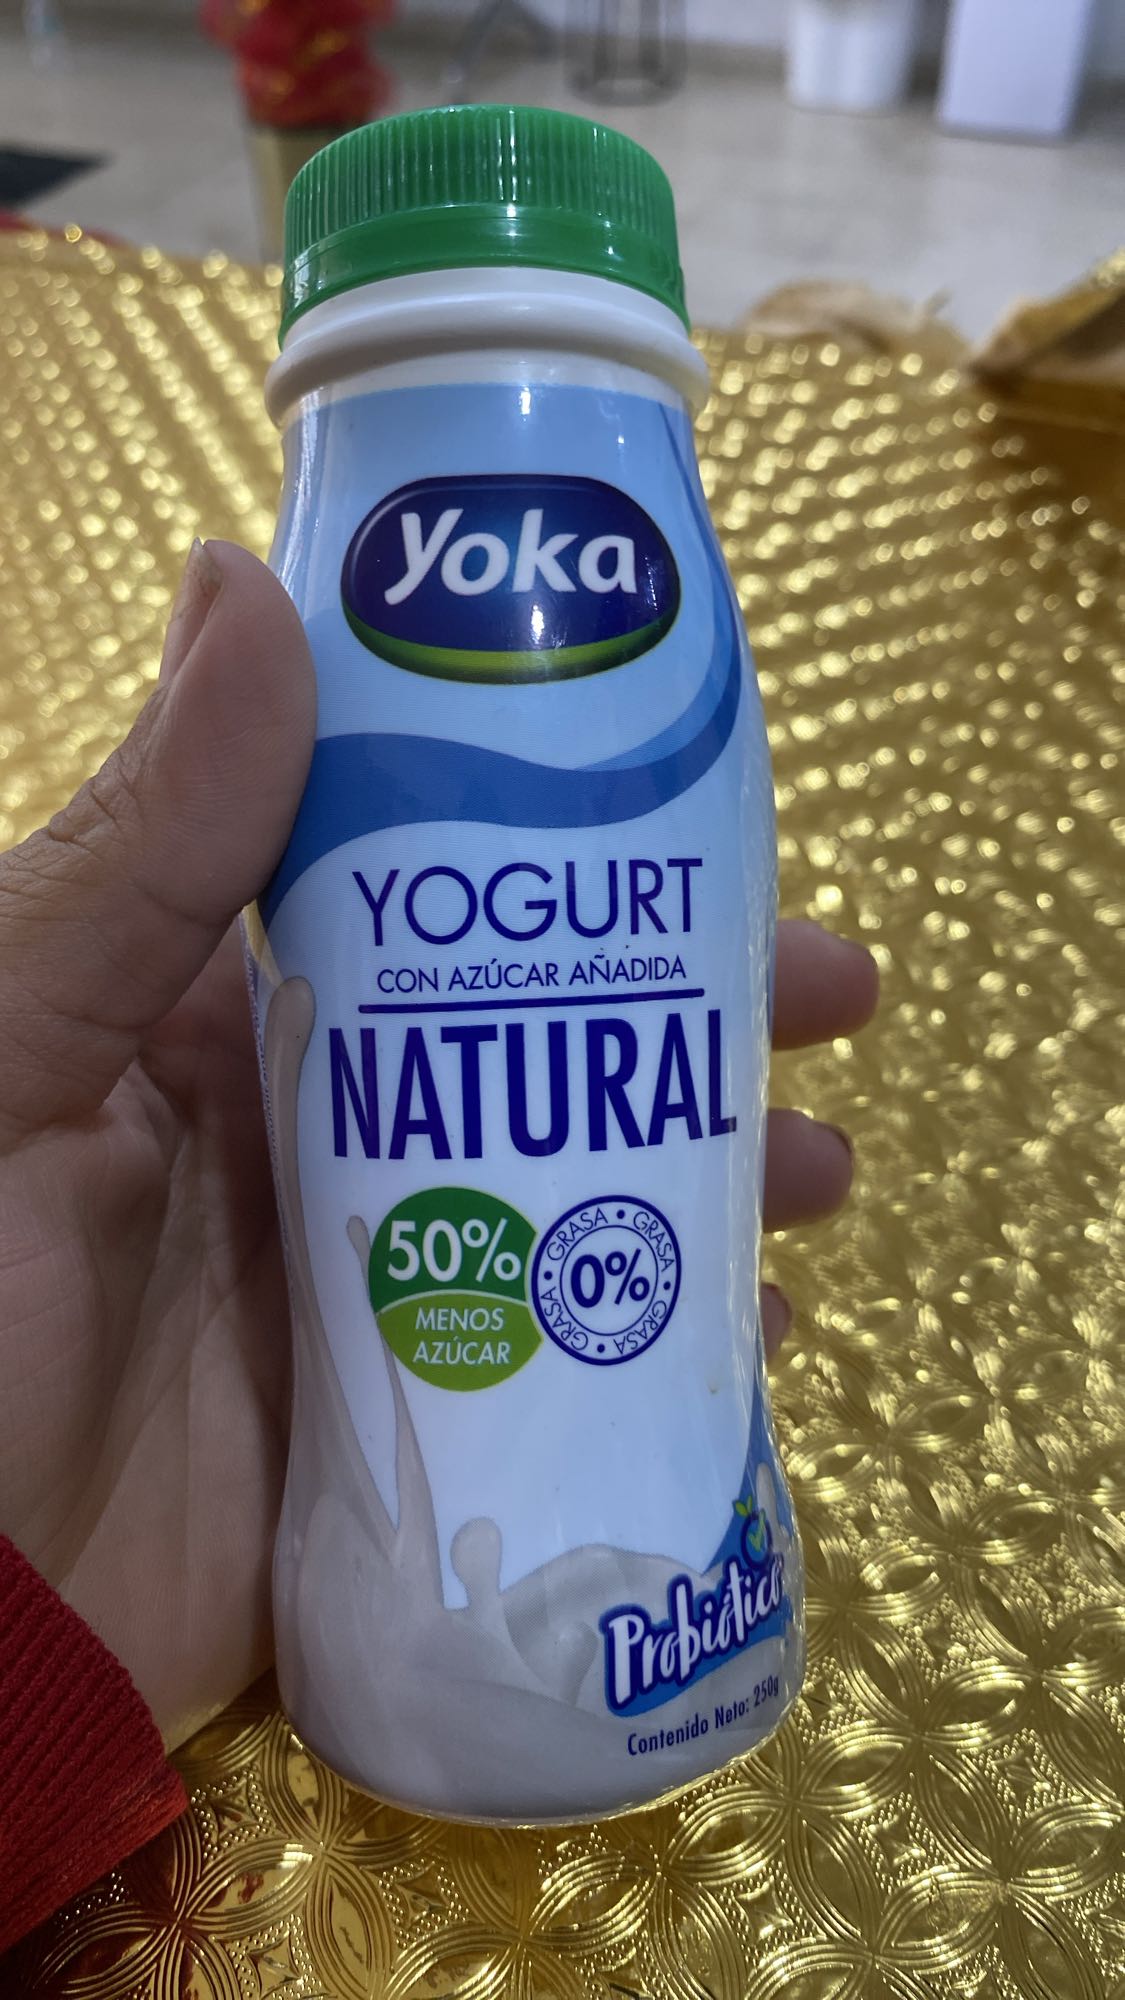 Yoka
YOGURT
CON AZÚCAR AÑADIDA
NATURAL
50%
MENOS
AZÚCAR
GRASA • GRASA • GRASA • GRASA •
0%
Probiótico
Contenido Neto: 250g